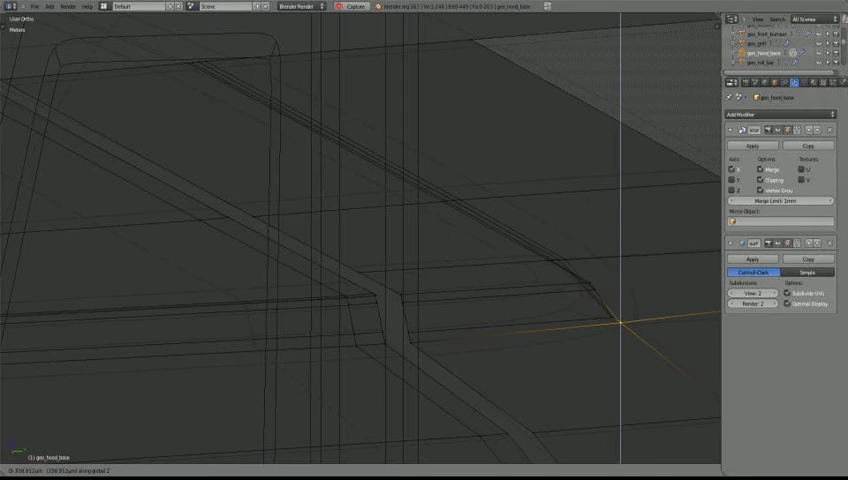 File Add Render Help Default Scene Blender Render Capture
View Search All Scenes
User Ortho
Meters
geo_front_bumper
geo_grill
geo_hood_base
geo_roll_bar
geo_hood_base
Add Modifier
Apply Copy
Axis: Options: Textures:
X Merge U
Y Clipping V
Z Vertex Grou
Merge Limit: 1mm
Mirror Object:
Apply Copy
Catmull-Clark Simple
Subdivisions: Options:
View: 2 Subdivide UVs
Render: 2 Optimal Display
(1) geo_hood_base
along global Z